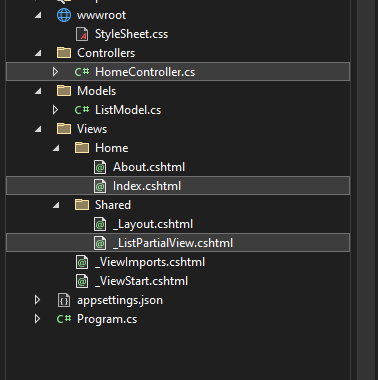 wwwroot
StyleSheet.css
Controllers
C# HomeController.cs
Models
C# ListModel.cs
Views
Home
@ About.cshtml
@ Index.cshtml
Shared
@ _Layout.cshtml
@ _ListPartialView.cshtml
@ _ViewImports.cshtml
@ _ViewStart.cshtml
{} appsettings.json
C# Program.cs